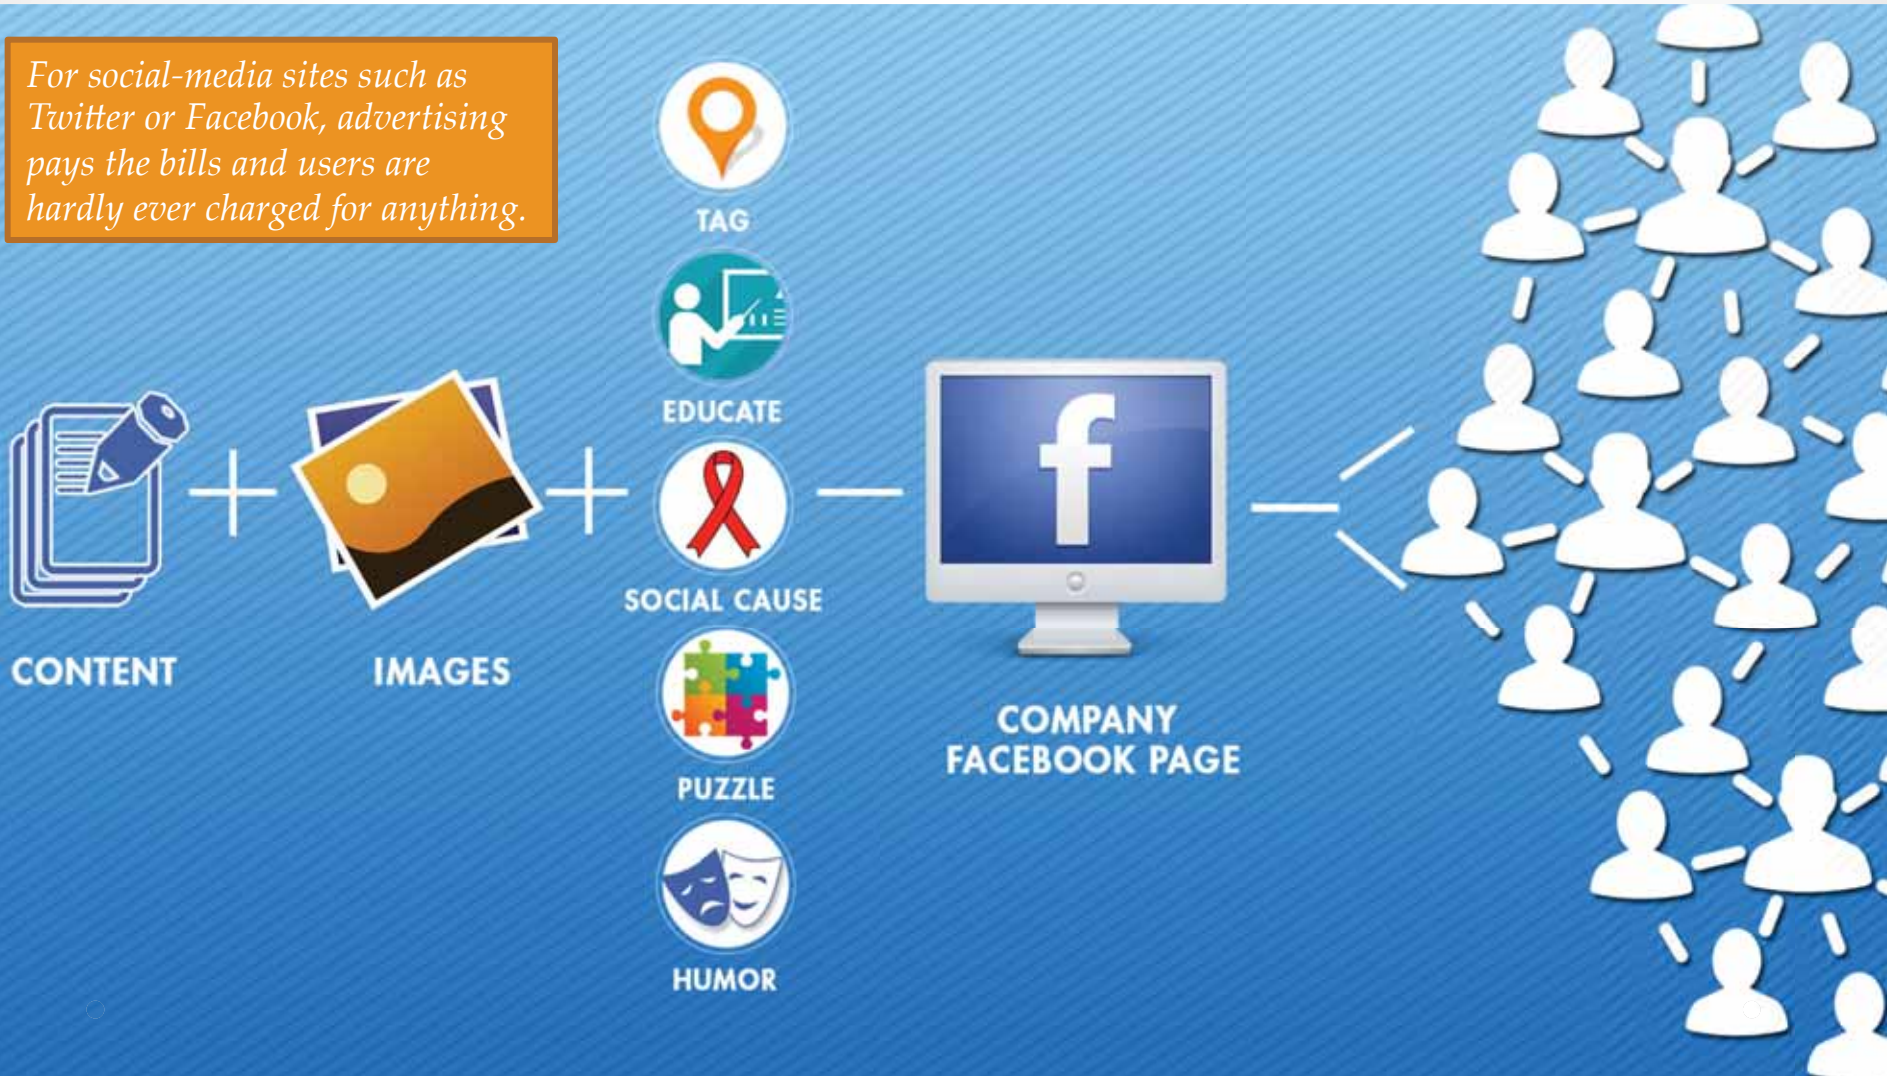 For social-media sites such as
Twitter or Facebook, advertising
pays the bills and users are
hardly ever charged for anything.
TAG
EDUCATE
SOCIAL CAUSE
PUZZLE
HUMOR
CONTENT
IMAGES
f
COMPANY
FACEBOOK PAGE